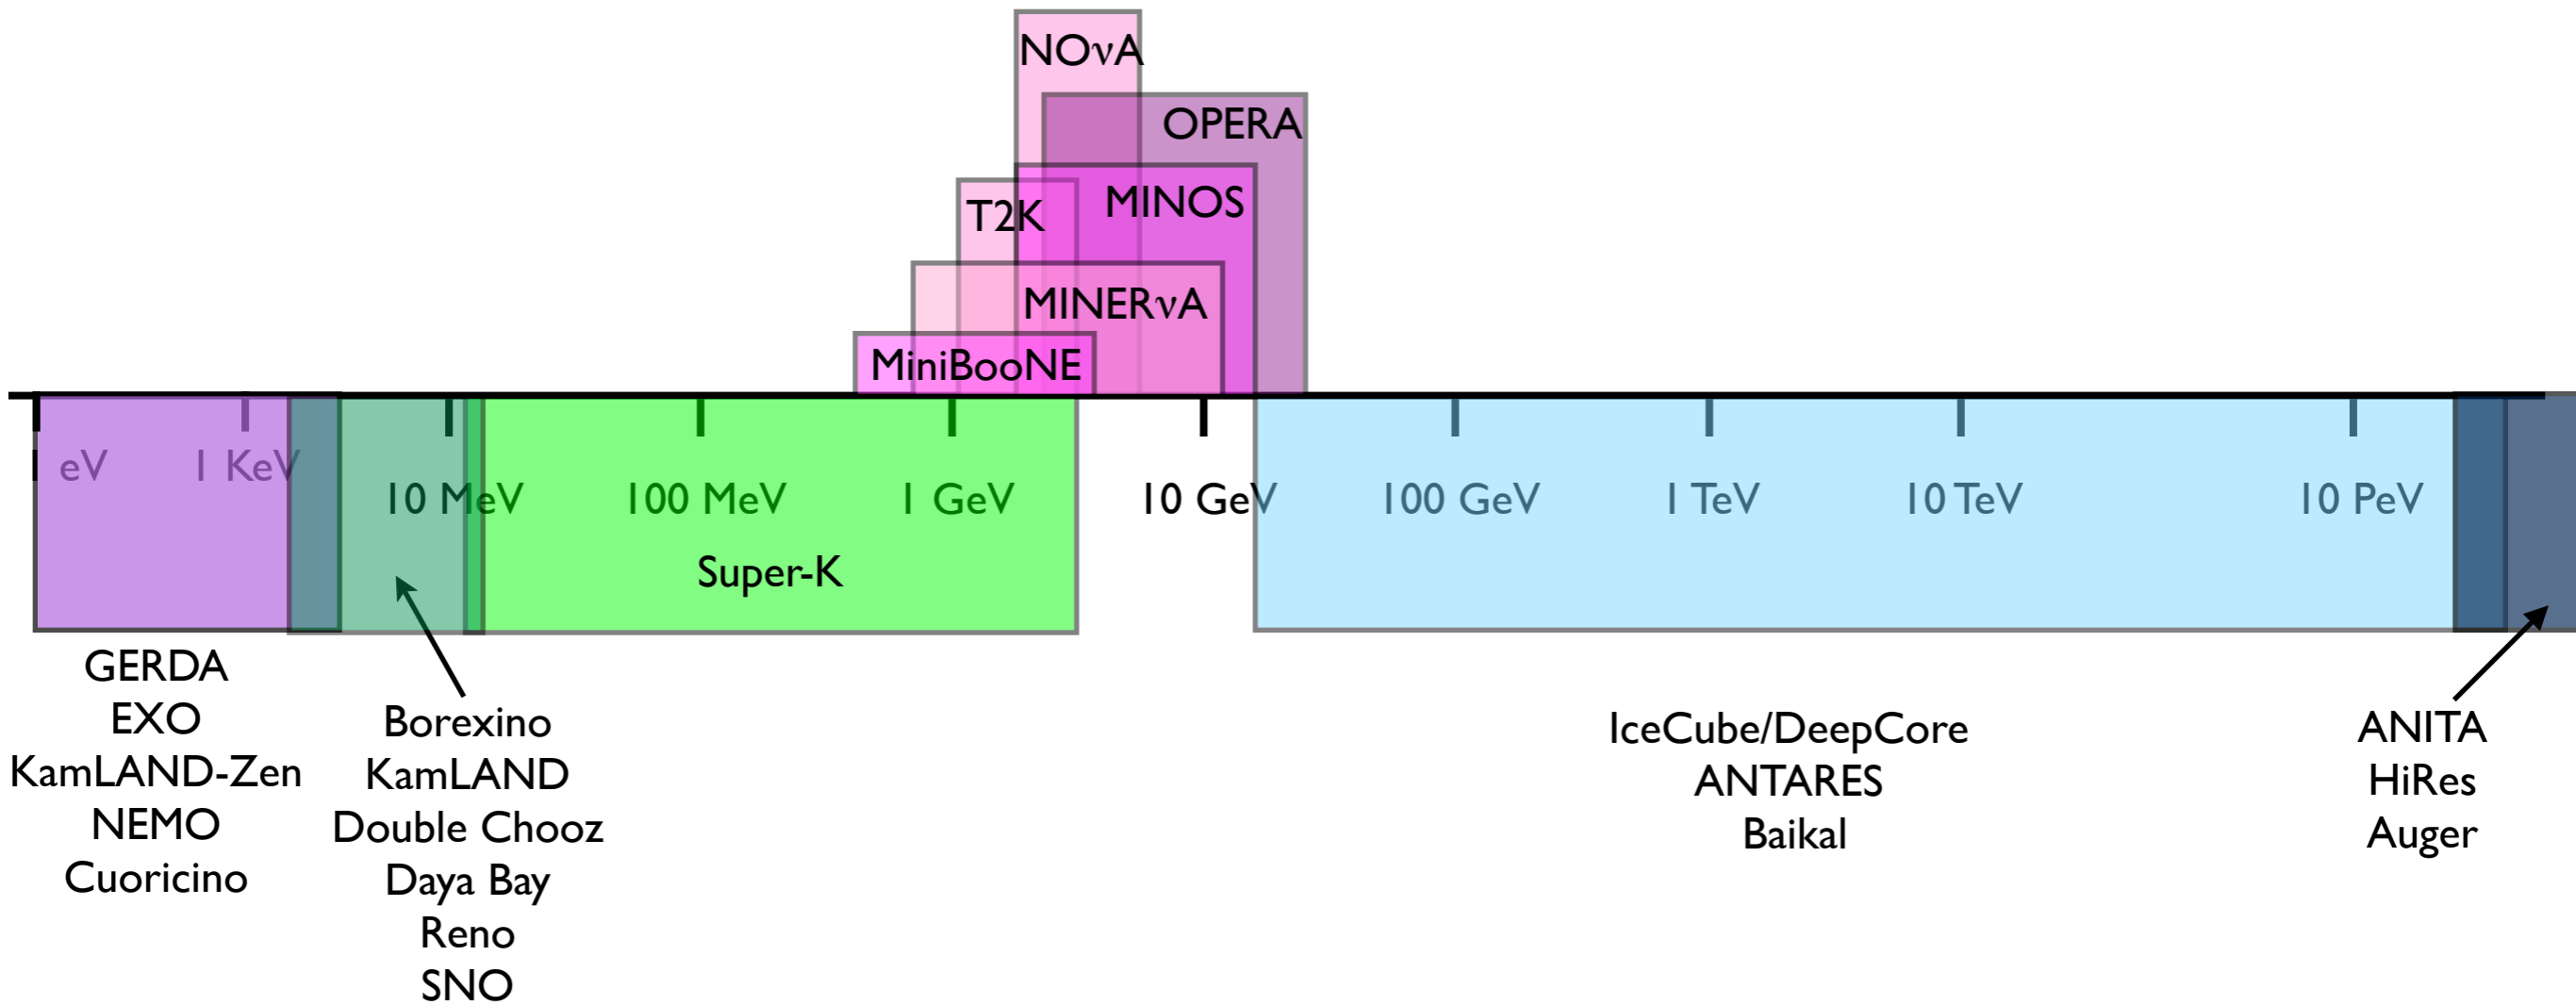 NOνA
OPERA
MINOS
T2K
MINERνA
MiniBooNE
1 eV
1 KeV
10 MeV
100 MeV
1 GeV
10 GeV
100 GeV
1 TeV
10 TeV
10 PeV
Super-K
GERDA
EXO
KamLAND-Zen
NEMO
Cuoricino
Borexino
KamLAND
Double Chooz
Daya Bay
Reno
SNO
IceCube/DeepCore
ANTARES
Baikal
ANITA
HiRes
Auger